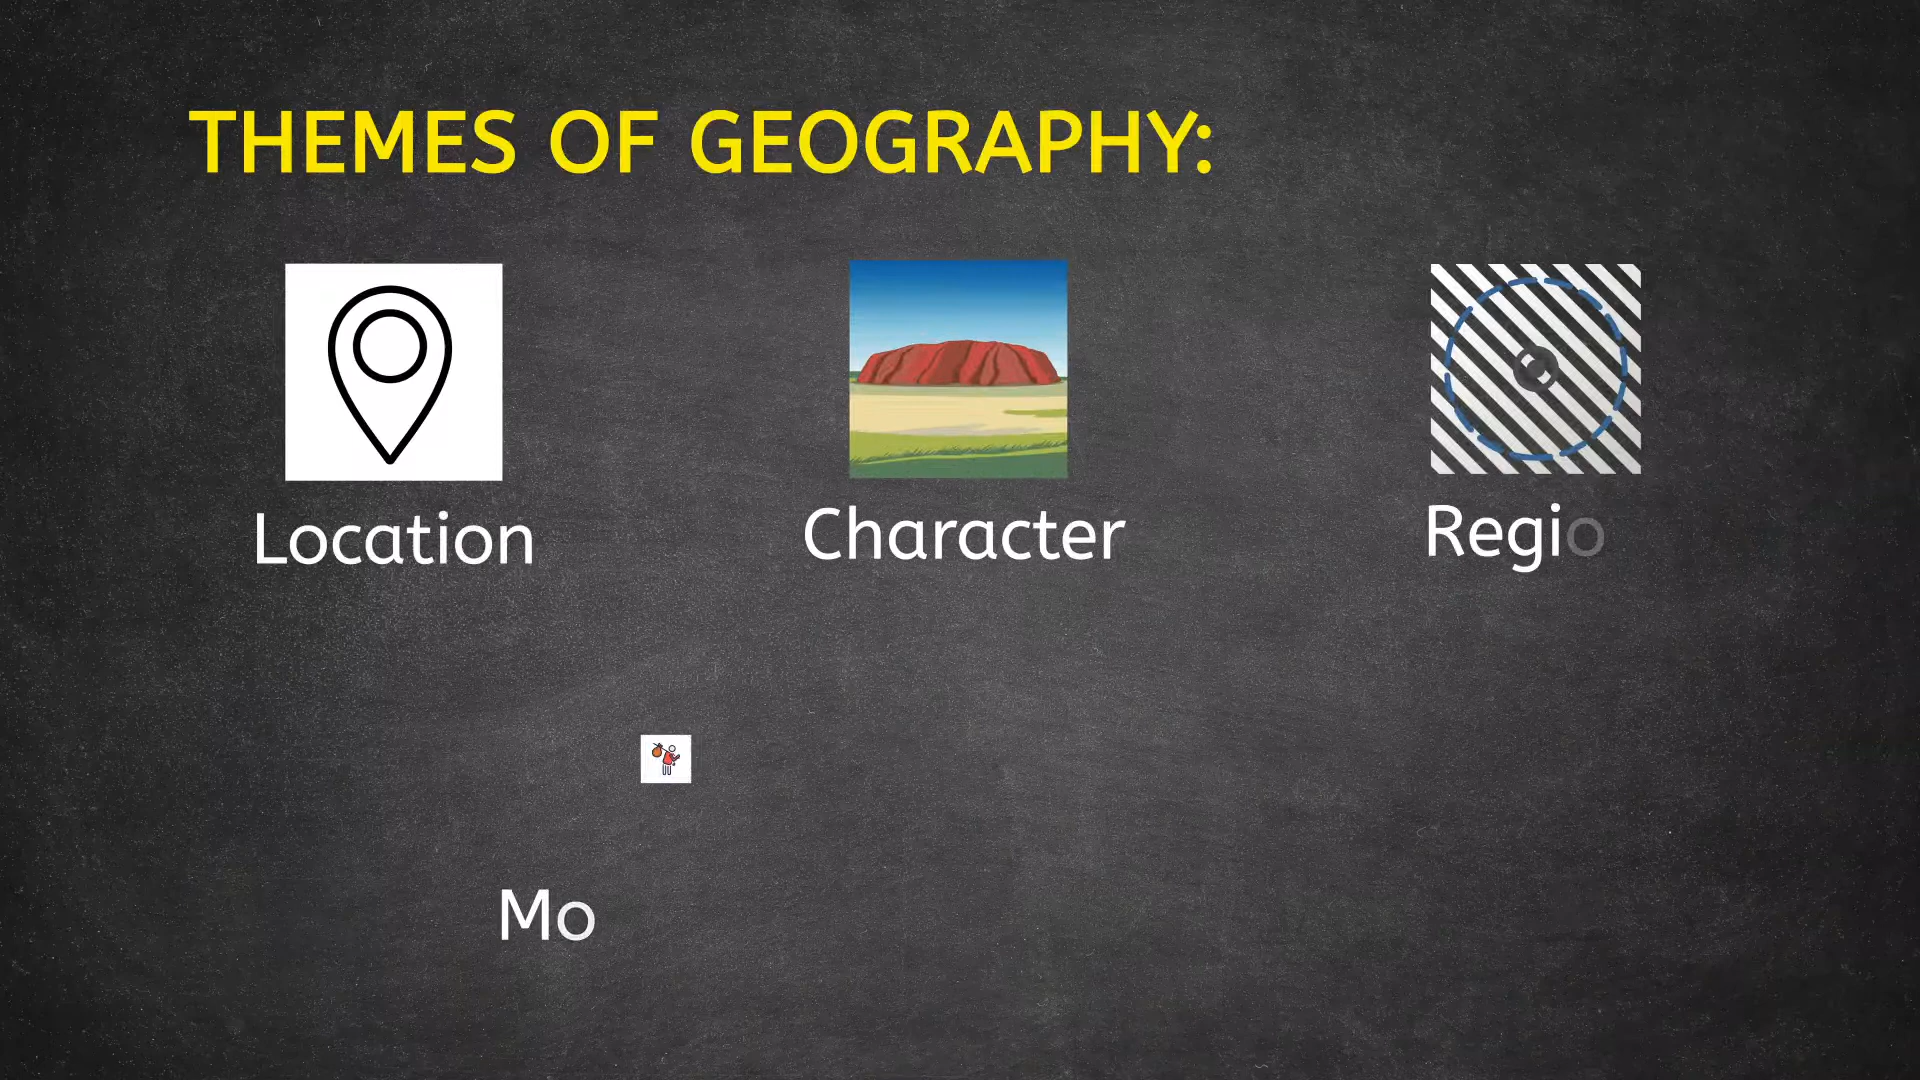 THEMES OF GEOGRAPHY:
Location
Character
Regio
Mo